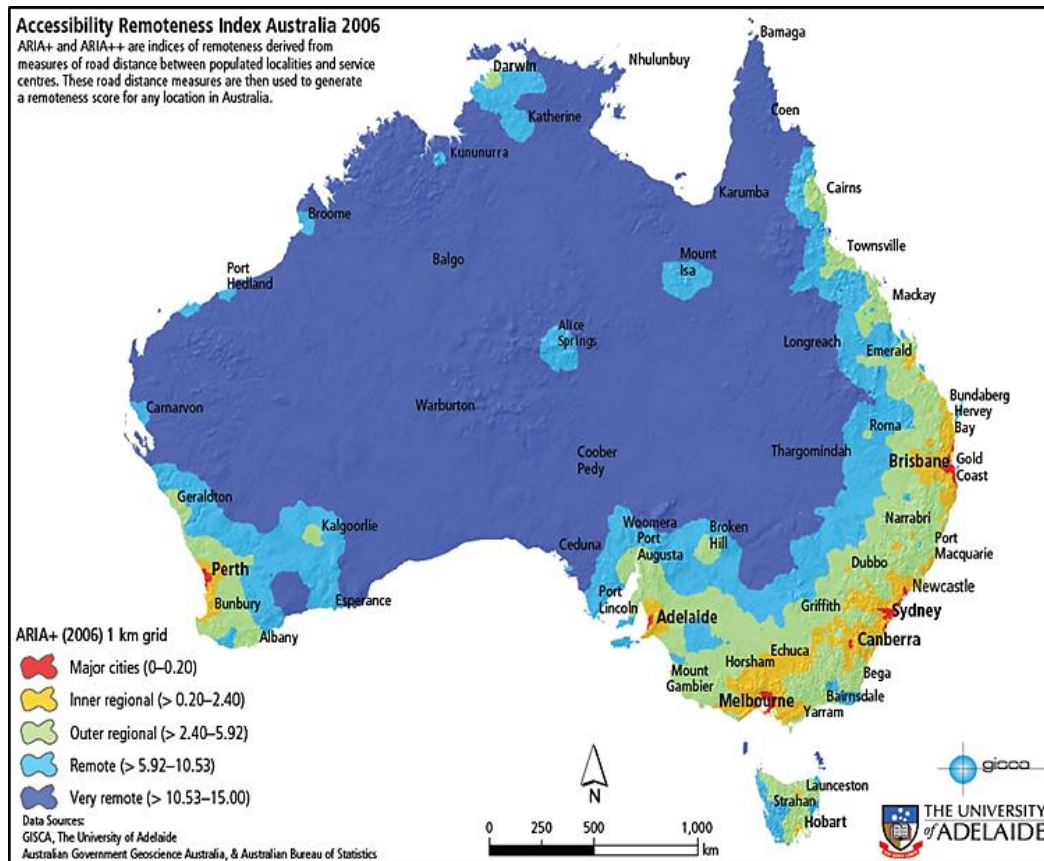 Accessibility Remoteness Index Australia 2006
ARIA+ and ARIA++ are indices of remoteness derived from
measures of road distance between populated localities and service
centres. These road distance measures are then used to generate
a remoteness score for any location in Australia.
Bamaga
Nhulunbuy
Darwin
Coen
Katherine
Kununurra
Karumba
Cairns
Broome
Townsville
Balgo
Mount
Isa
Port
Hedland
Mackay
Alice
Springs
Longreach
Emerald
Carnarvon
Warburton
Bundaberg
Hervey
Bay
Roma
Coober
Pedy
Thargomindah
Brisbane
Gold
Coast
Geraldton
Kalgoorlie
Woomera
Port
Augusta
Broken
Hill
Narrabri
Ceduna
Port
Macquarie
Perth
Dubbo
Newcastle
Bunbury
Esperance
Port
Lincoln
Griffith
Sydney
Albany
Adelaide
Canberra
Echuca
Horsham
Mount
Gambier
Bega
Bairnsdale
Melbourne
Yarram
Launceston
Strahan
Hobart
ARIA+ (2006) 1 km grid
Major cities (0–0.20)
Inner regional (> 0.20–2.40)
Outer regional (> 2.40–5.92)
Remote (> 5.92–10.53)
Very remote (> 10.53–15.00)
Data Sources:
GISCA, The University of Adelaide
Australian Government Geoscience Australia, & Australian Bureau of Statistics
N
0 250 500 1,000
km
gisca
THE UNIVERSITY
of ADELAIDE